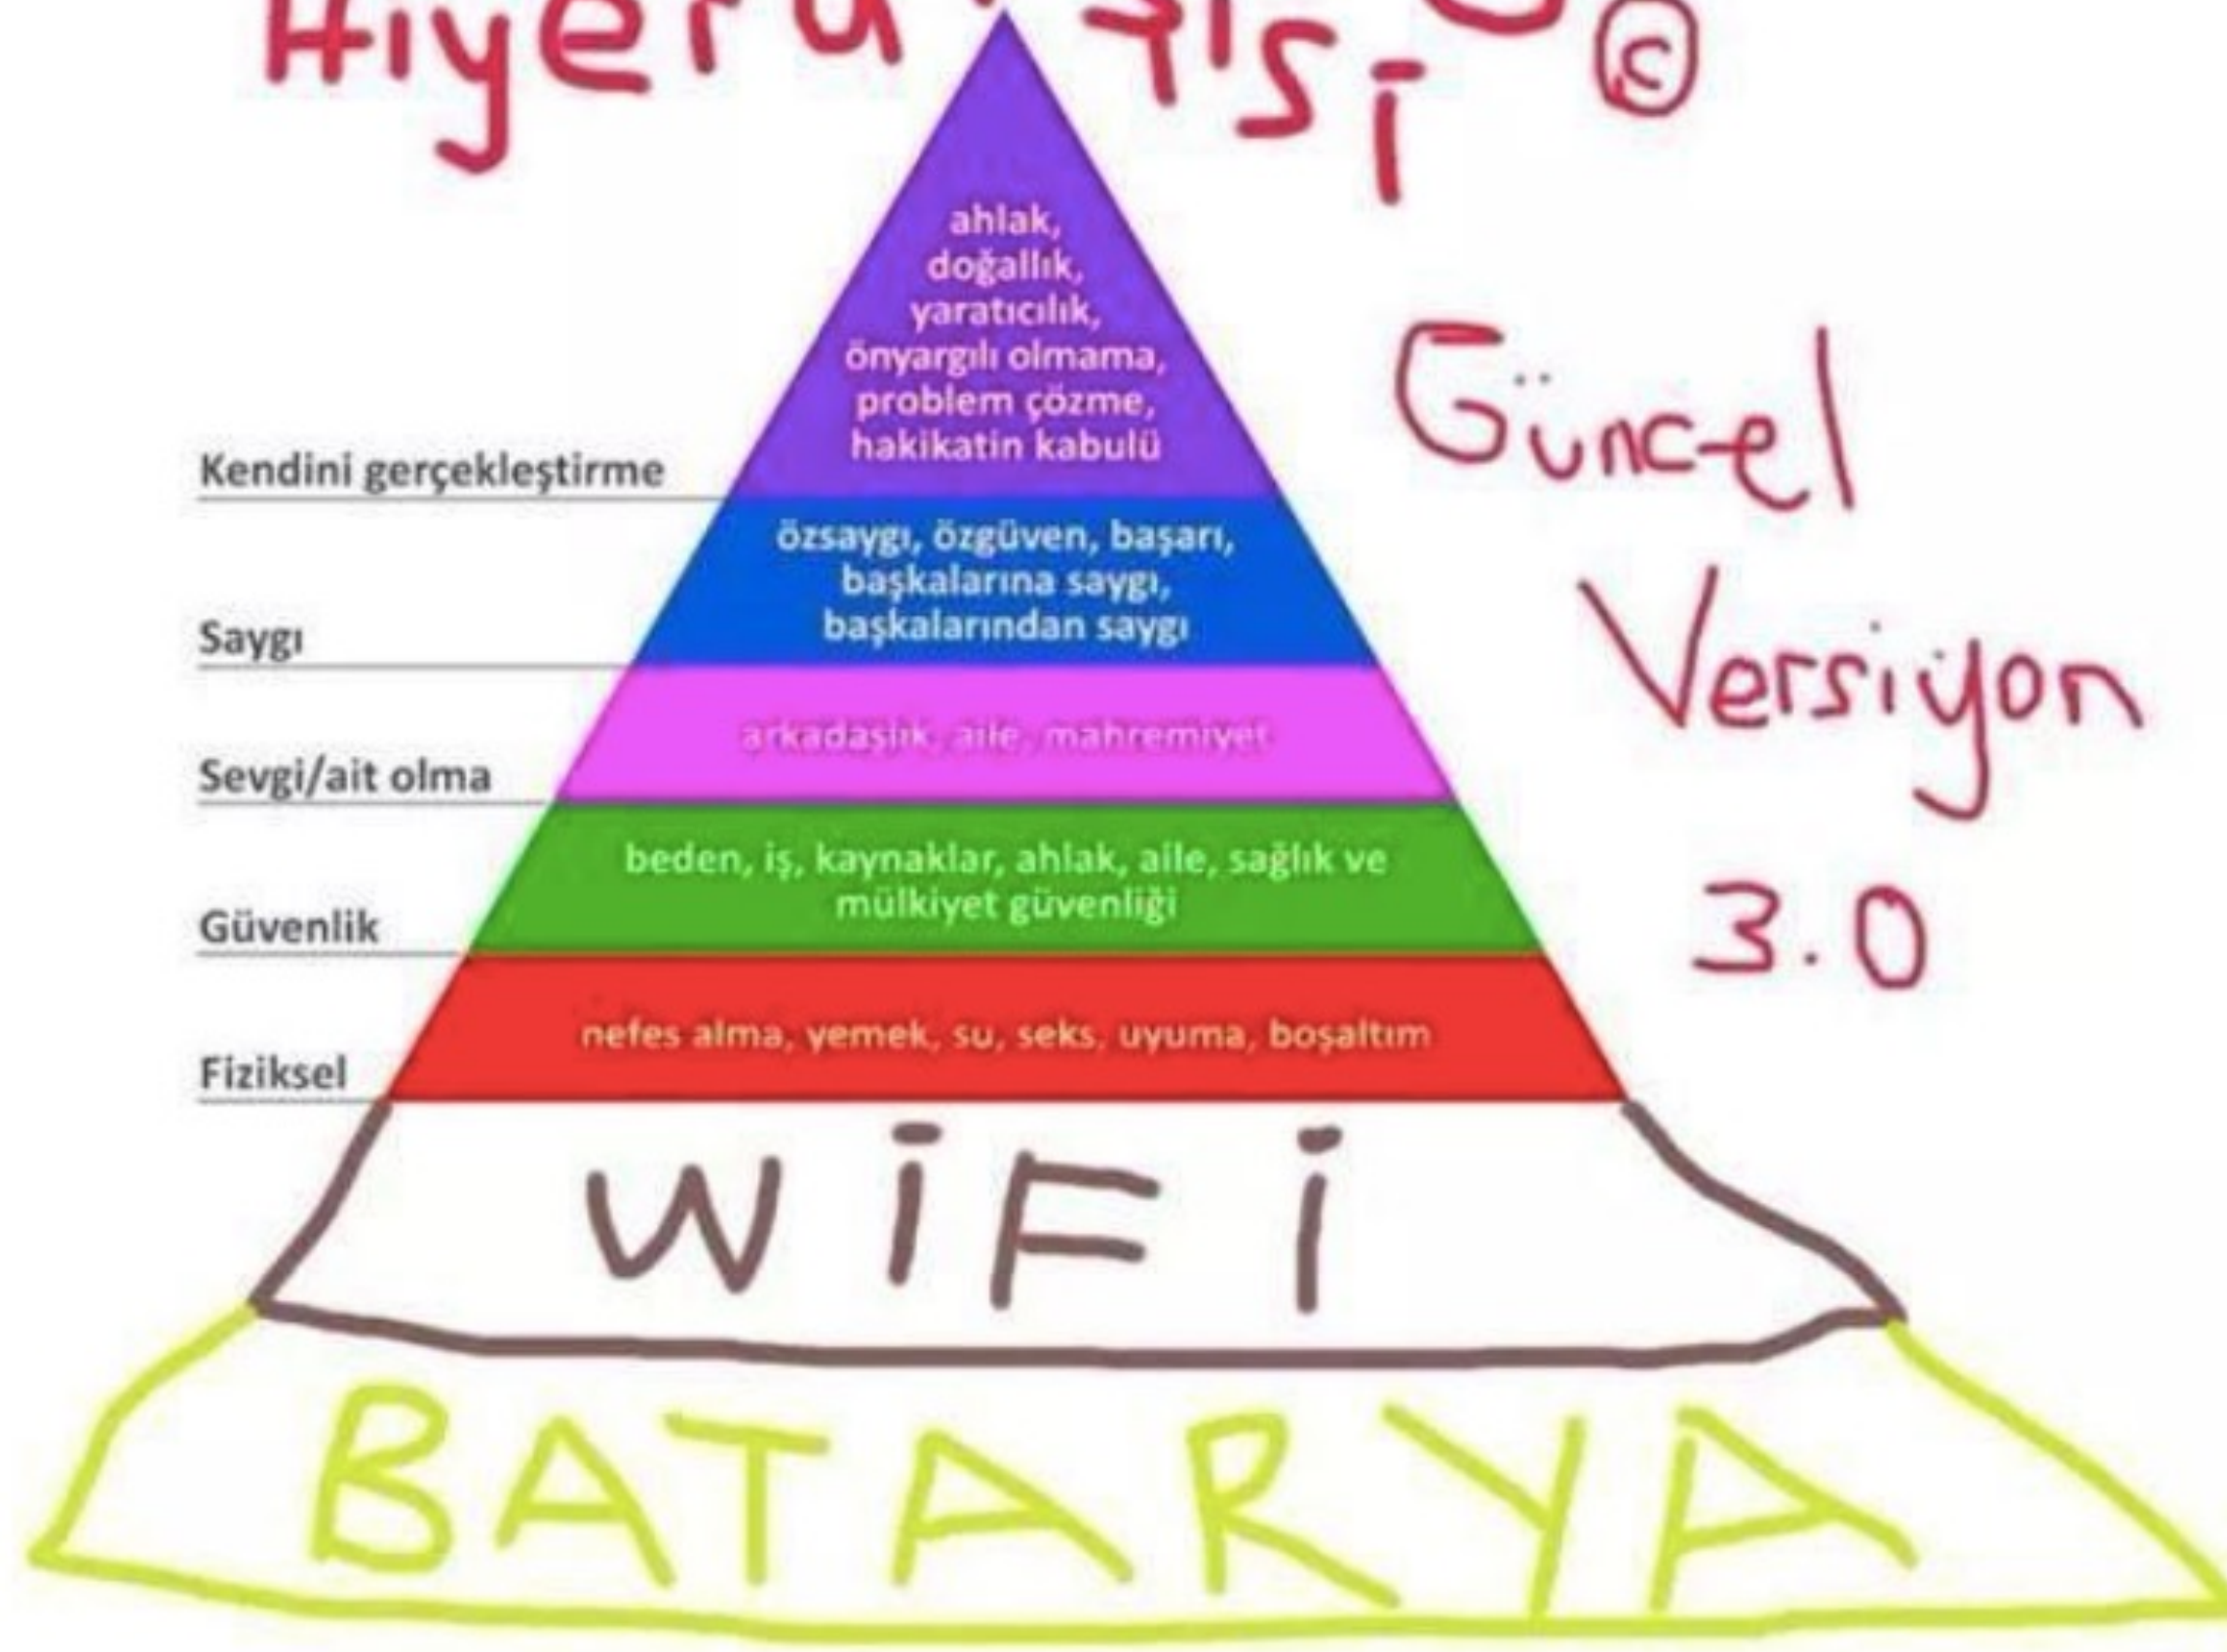 Hiyerarşisi ©
ahlak,
doğallık,
yaratıcılık,
önyargılı olmama,
problem çözme,
hakikatin kabulü
Kendini gerçekleştirme
Güncel
özsaygı, özgüven, başarı,
başkalarına saygı,
başkalarından saygı
Saygı
Versiyon
arkadaşlık, aile, mahremiyet
Sevgi/ait olma
beden, iş, kaynaklar, ahlak, aile, sağlık ve
mülkiyet güvenliği
Güvenlik
3.0
nefes alma, yemek, su, seks, uyuma, boşaltım
Fiziksel
WİFİ
BATARYA